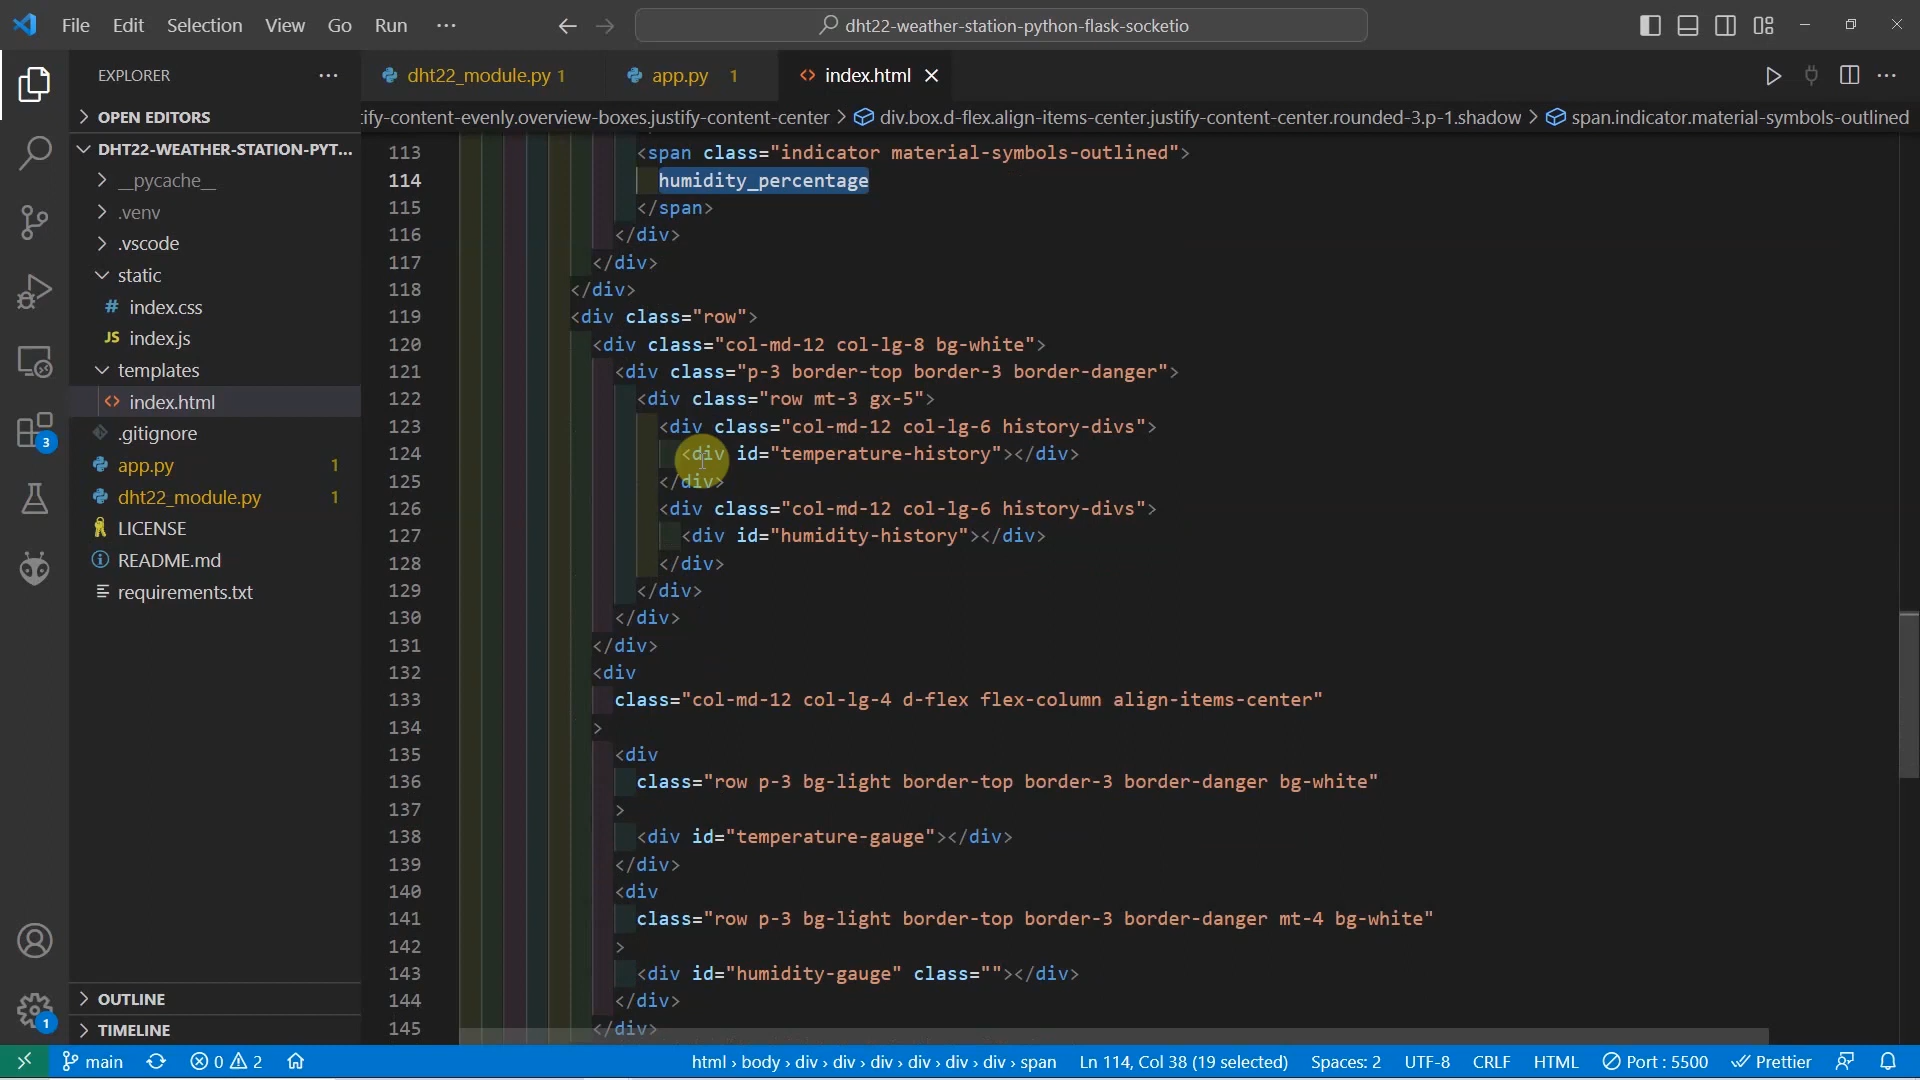 File Edit Selection View Go Run ··· dht22-weather-station-python-flask-socketio
EXPLORER ··· dht22_module.py 1 app.py 1 index.html
OPEN EDITORS
ify-content-evenly.overview-boxes.justify-content-center > div.box.d-flex.align-items-center.justify-content-center.rounded-3.p-1.shadow > span.indicator.material-symbols-outlined
DHT22-WEATHER-STATION-PYT...
__pycache__
.venv
.vscode
static
index.css
index.js
templates
index.html
.gitignore
app.py 1
dht22_module.py 1
LICENSE
README.md
requirements.txt
OUTLINE
TIMELINE
113 <span class="indicator material-symbols-outlined">
114 humidity_percentage
115 </span>
116 </div>
117 </div>
118 </div>
119 <div class="row">
120 <div class="col-md-12 col-lg-8 bg-white">
121 <div class="p-3 border-top border-3 border-danger">
122 <div class="row mt-3 gx-5">
123 <div class="col-md-12 col-lg-6 history-divs">
124 <div id="temperature-history"></div>
125 </div>
126 <div class="col-md-12 col-lg-6 history-divs">
127 <div id="humidity-history"></div>
128 </div>
129 </div>
130 </div>
131 </div>
132 <div
133 class="col-md-12 col-lg-4 d-flex flex-column align-items-center"
134 >
135 <div
136 class="row p-3 bg-light border-top border-3 border-danger bg-white"
137 >
138 <div id="temperature-gauge"></div>
139 </div>
140 <div
141 class="row p-3 bg-light border-top border-3 border-danger mt-4 bg-white"
142 >
143 <div id="humidity-gauge" class=""></div>
144 </div>
145 </div>
3
1
main 0 2 html › body › div › div › div › div › div › div › span Ln 114, Col 38 (19 selected) Spaces: 2 UTF-8 CRLF HTML Port : 5500 Prettier